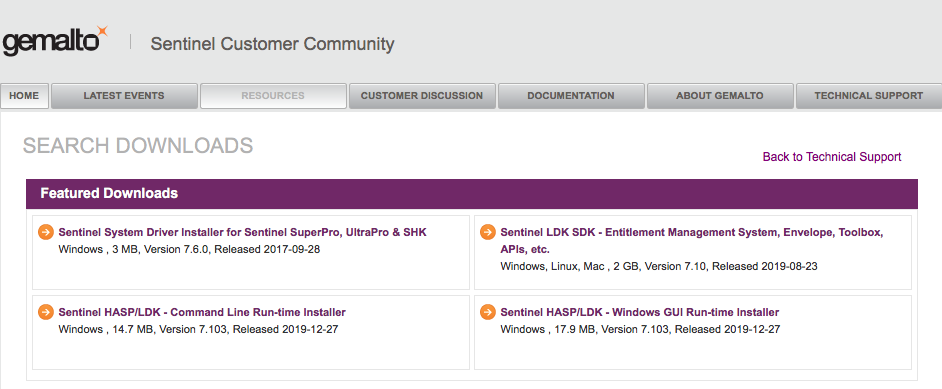 gemalto
Sentinel Customer Community
HOME
LATEST EVENTS
RESOURCES
CUSTOMER DISCUSSION
DOCUMENTATION
ABOUT GEMALTO
TECHNICAL SUPPORT
SEARCH DOWNLOADS
Back to Technical Support
Featured Downloads
Sentinel System Driver Installer for Sentinel SuperPro, UltraPro & SHK
Windows , 3 MB, Version 7.6.0, Released 2017-09-28
Sentinel LDK SDK - Entitlement Management System, Envelope, Toolbox,
APIs, etc.
Windows, Linux, Mac , 2 GB, Version 7.10, Released 2019-08-23
Sentinel HASP/LDK - Command Line Run-time Installer
Windows , 14.7 MB, Version 7.103, Released 2019-12-27
Sentinel HASP/LDK - Windows GUI Run-time Installer
Windows , 17.9 MB, Version 7.103, Released 2019-12-27